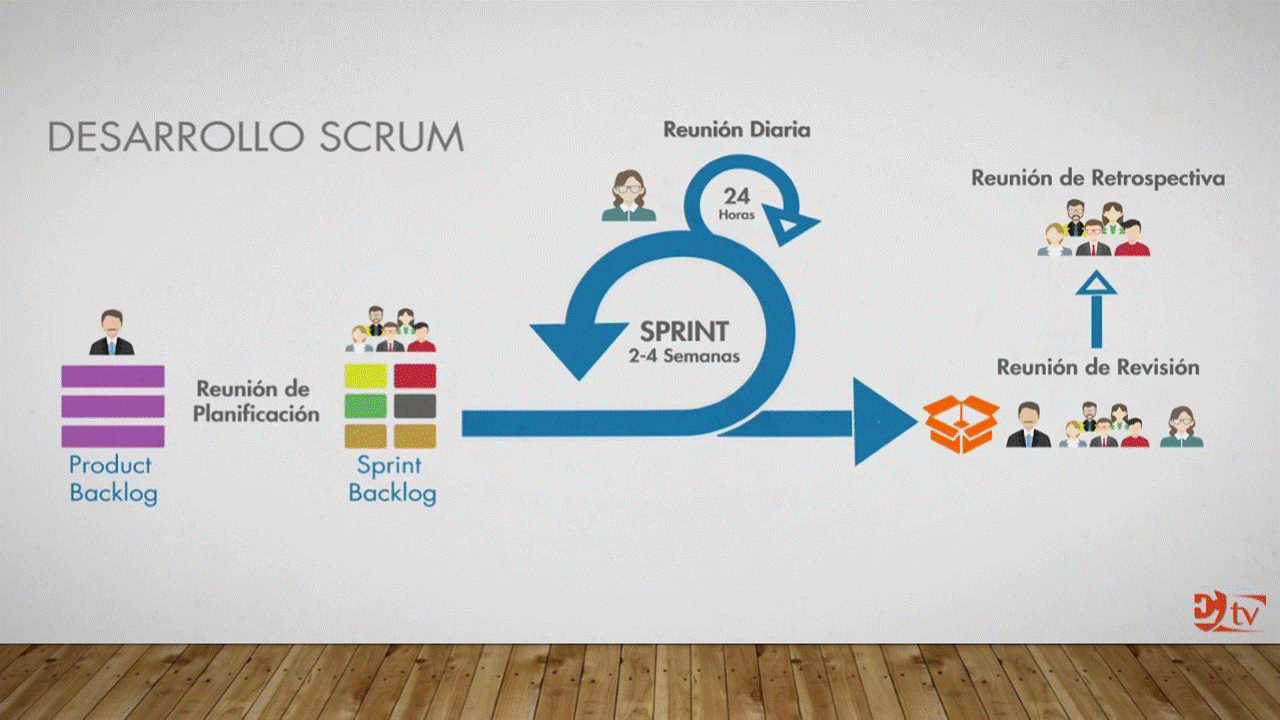 DESARROLLO SCRUM
Reunión Diaria
24
Horas
SPRINT
2-4 Semanas
Product
Backlog
Reunión de
Planificación
Sprint
Backlog
Reunión de Retrospectiva
Reunión de Revisión
tv